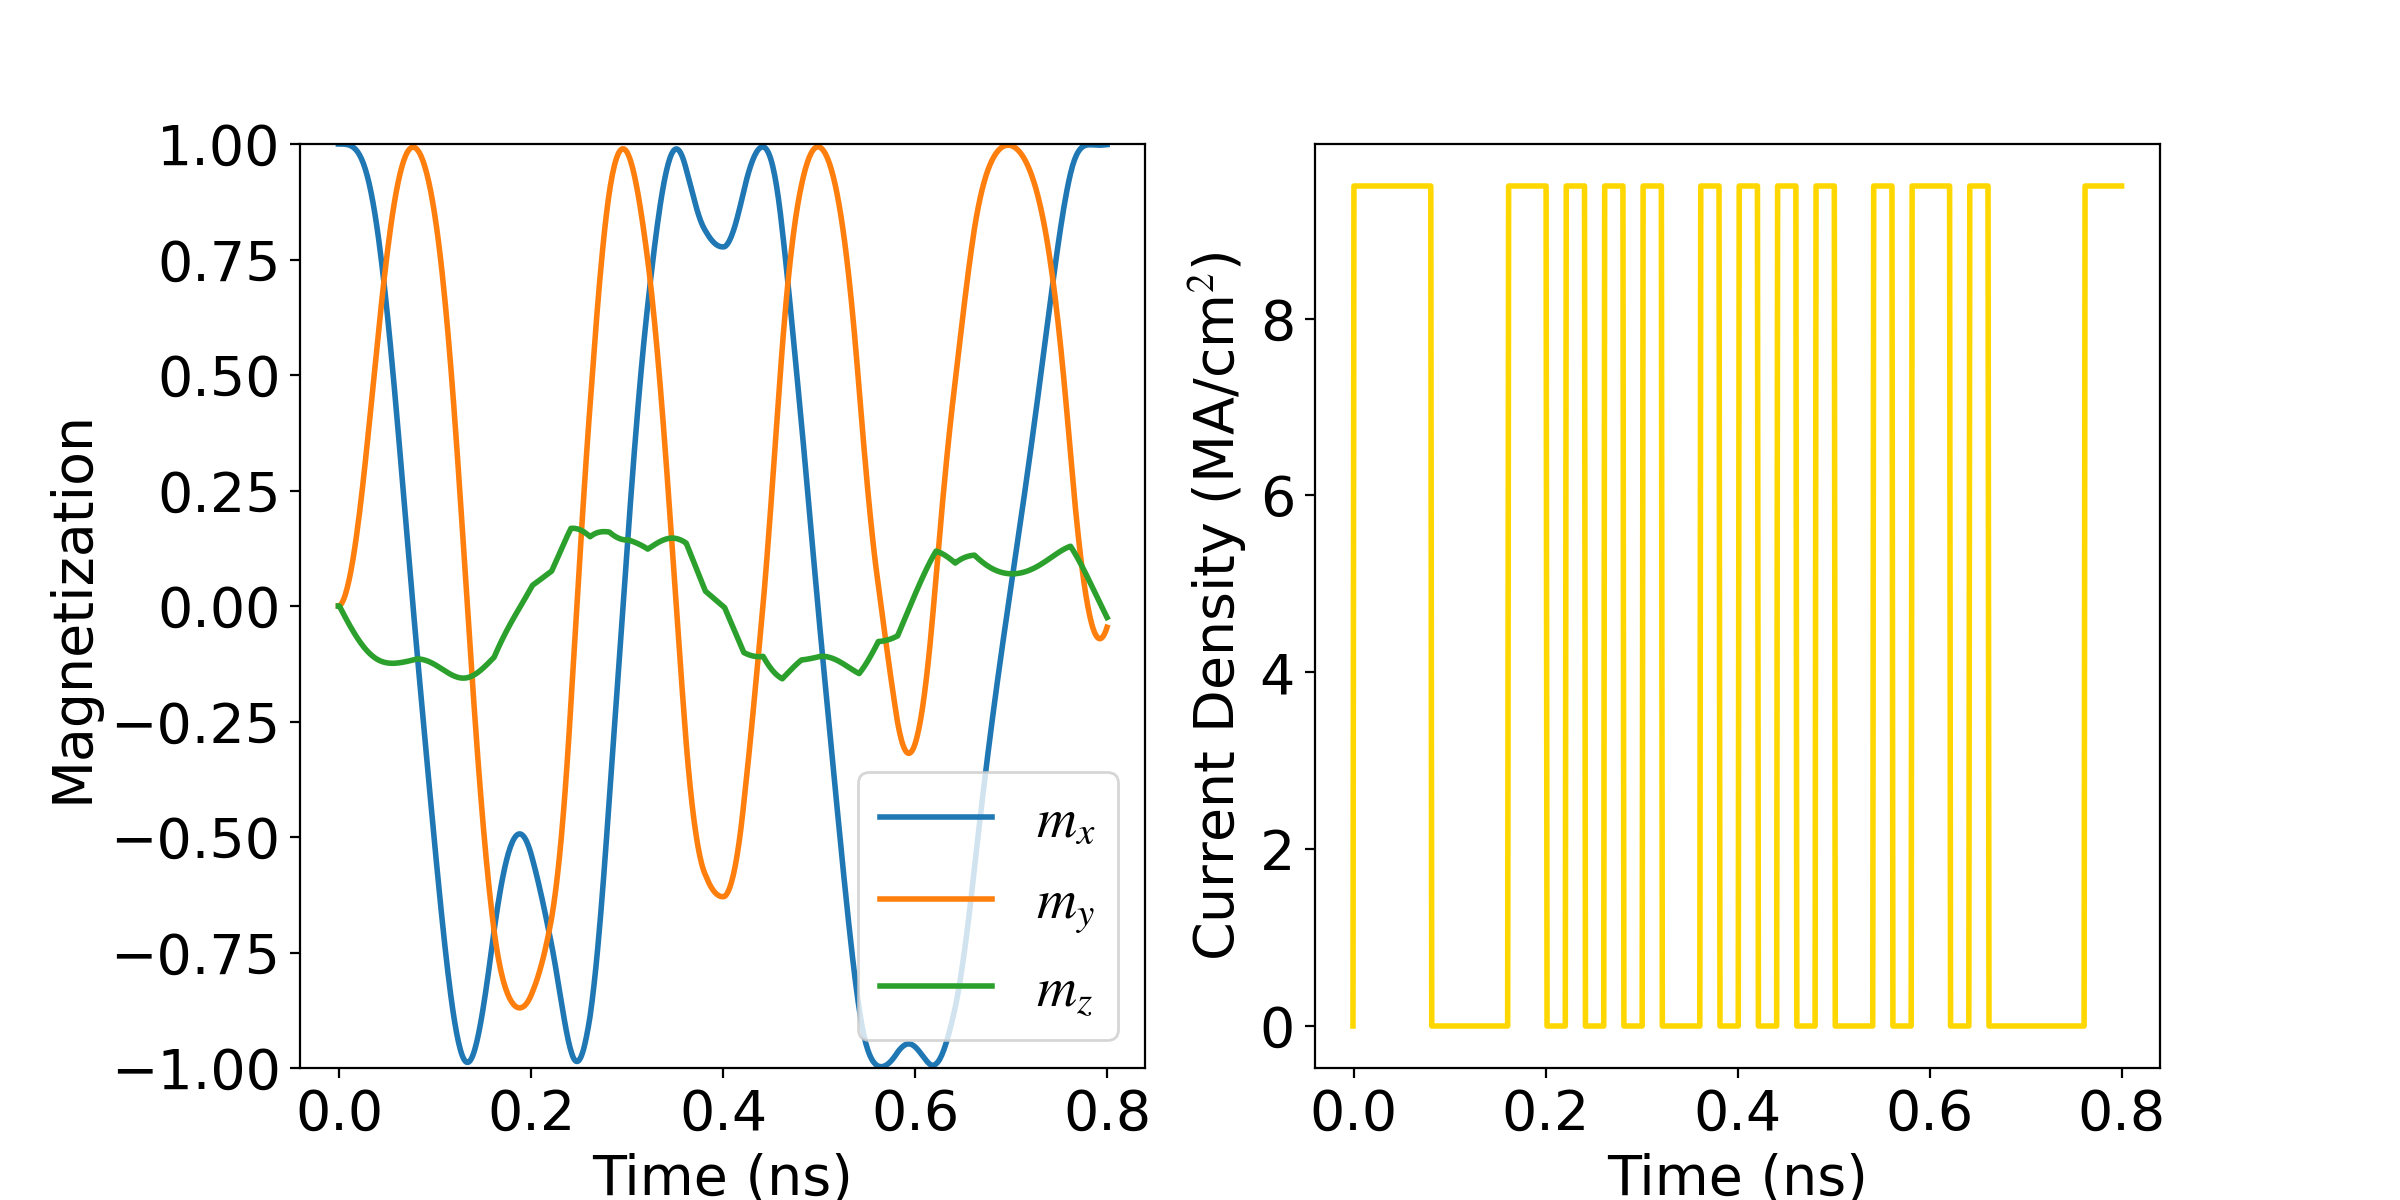 1.00
0.75
0.50
0.25
0.00
−0.25
−0.50
−0.75
−1.00
Magnetization
0.0 0.2 0.4 0.6 0.8
Time (ns)
m_x
m_y
m_z
8
6
4
2
0
Current Density (MA/cm²)
0.0 0.2 0.4 0.6 0.8
Time (ns)